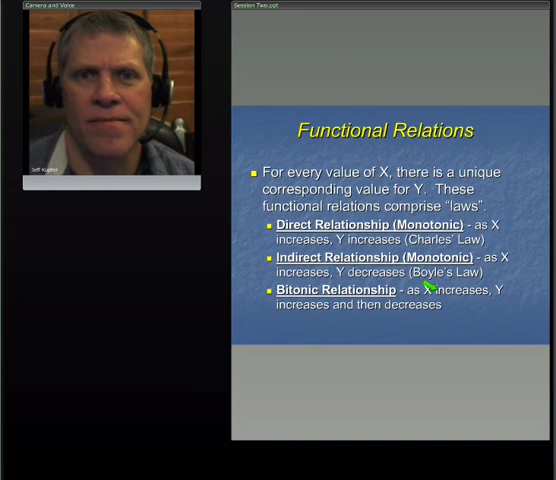 Camera and Voice
Session Two.ppt
Jeff Kupfer
Functional Relations
For every value of X, there is a unique
corresponding value for Y. These
functional relations comprise “laws”.
Direct Relationship (Monotonic) - as X
increases, Y increases (Charles' Law)
Indirect Relationship (Monotonic) - as X
increases, Y decreases (Boyle's Law)
Bitonic Relationship - as X increases, Y
increases and then decreases